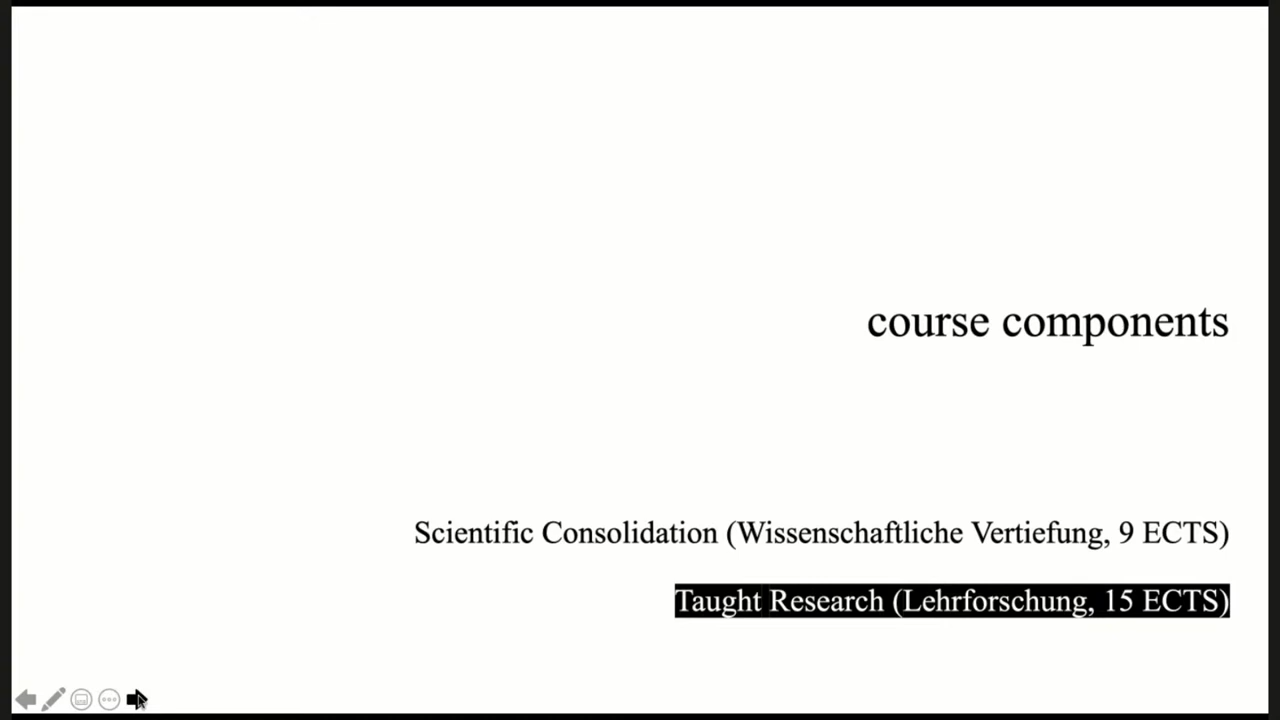 course components
Scientific Consolidation (Wissenschaftliche Vertiefung, 9 ECTS)
Taught Research (Lehrforschung, 15 ECTS)